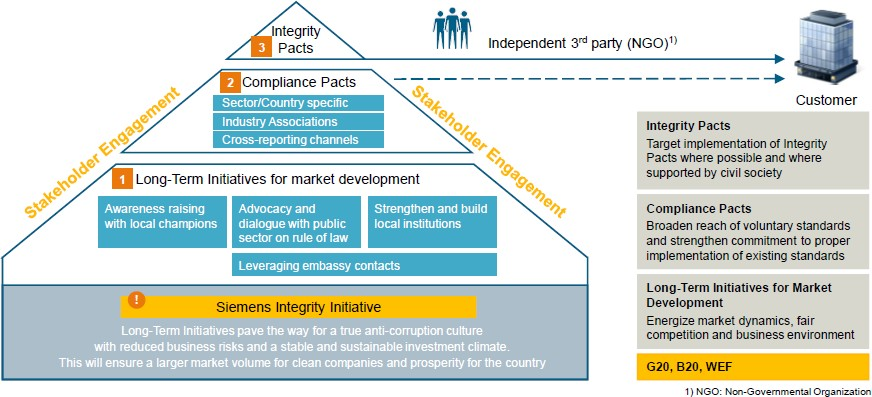 Integrity
3 Pacts
Independent 3rd party (NGO)1)
2 Compliance Pacts
Sector/Country specific
Industry Associations
Cross-reporting channels
Stakeholder Engagement
Stakeholder Engagement
1 Long-Term Initiatives for market development
Awareness raising
with local champions
Advocacy and
dialogue with public
sector on rule of law
Strengthen and build
local institutions
Leveraging embassy contacts
! Siemens Integrity Initiative
Long-Term Initiatives pave the way for a true anti-corruption culture
with reduced business risks and a stable and sustainable investment climate.
This will ensure a larger market volume for clean companies and prosperity for the country
Customer
Integrity Pacts
Target implementation of Integrity
Pacts where possible and where
supported by civil society
Compliance Pacts
Broaden reach of voluntary standards
and strengthen commitment to proper
implementation of existing standards
Long-Term Initiatives for Market
Development
Energize market dynamics, fair
competition and business environment
G20, B20, WEF
1) NGO: Non-Governmental Organization